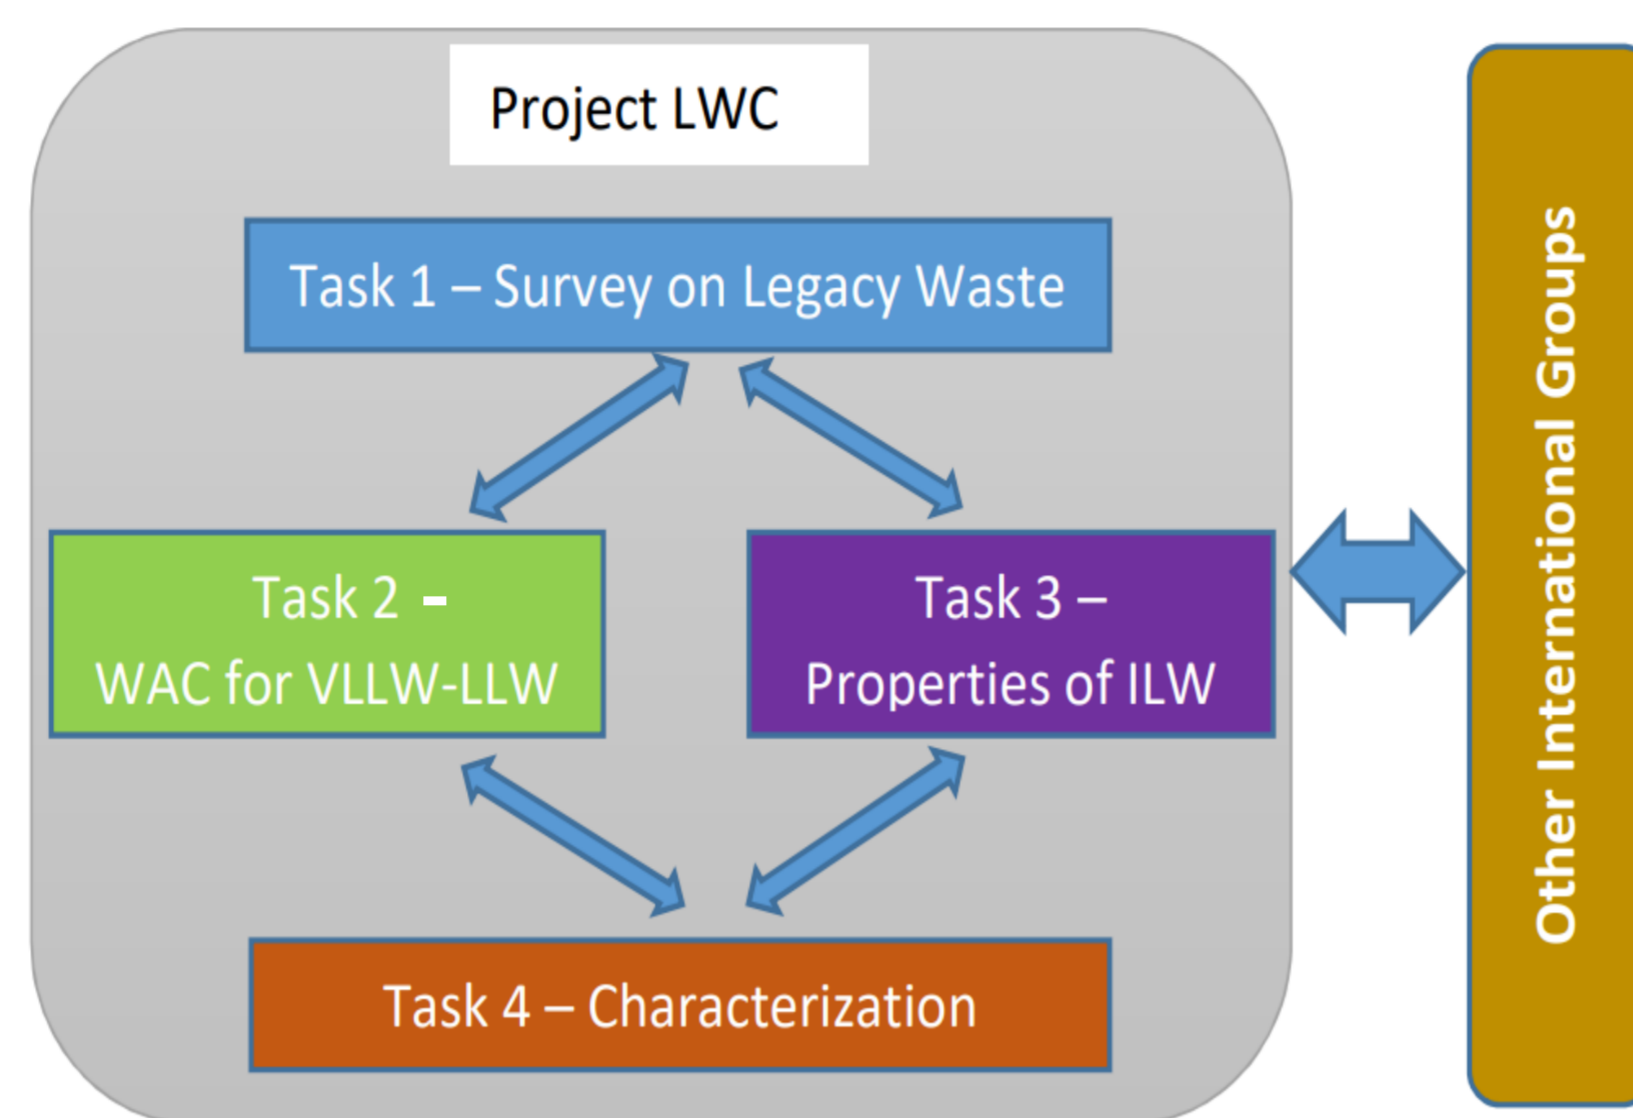 Project LWC
Task 1 – Survey on Legacy Waste
Task 2 -
WAC for VLLW-LLW
Task 3 –
Properties of ILW
Task 4 – Characterization
Other International Groups